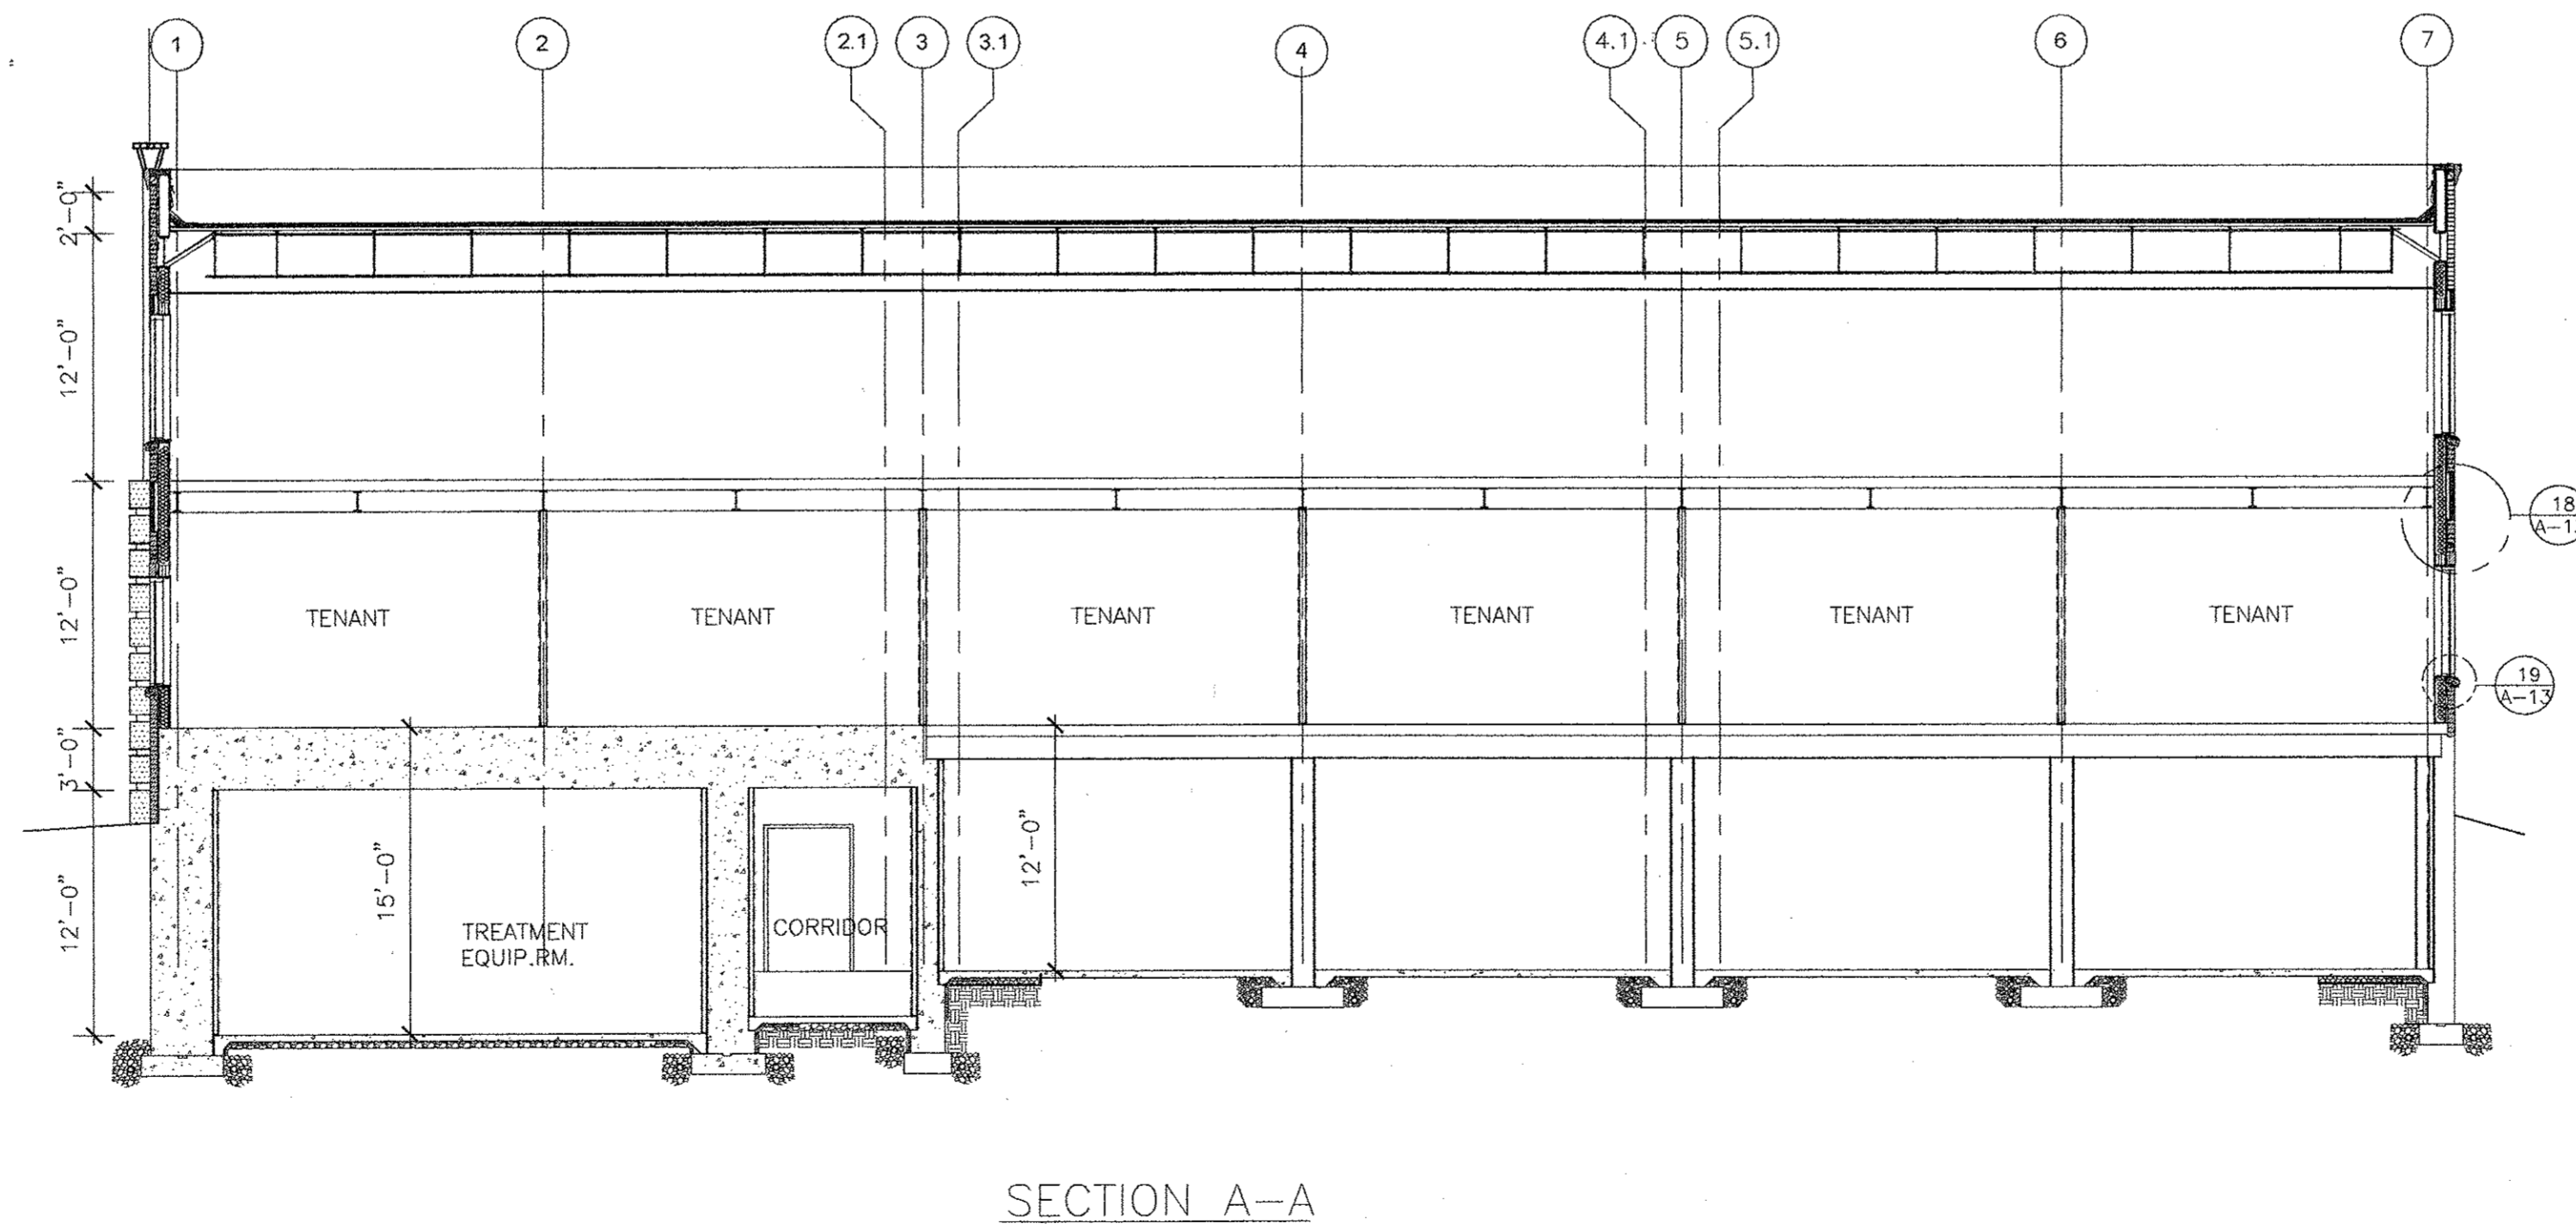 1
2
2.1
3
3.1
4
4.1
5
5.1
6
7
2'-0"
12'-0"
12'-0"
3'-0"
12'-0"
TENANT
TENANT
TENANT
TENANT
TENANT
TENANT
18
19
A-13
15'-0"
12'-0"
TREATMENT
EQUIP.RM.
CORRIDOR
SECTION A-A